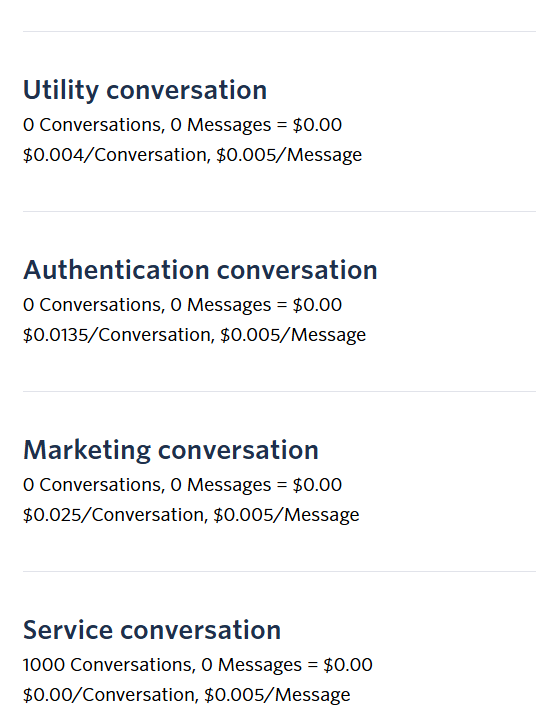 Utility conversation
0 Conversations, 0 Messages = $0.00
$0.004/Conversation, $0.005/Message
Authentication conversation
0 Conversations, 0 Messages = $0.00
$0.0135/Conversation, $0.005/Message
Marketing conversation
0 Conversations, 0 Messages = $0.00
$0.025/Conversation, $0.005/Message
Service conversation
1000 Conversations, 0 Messages = $0.00
$0.00/Conversation, $0.005/Message